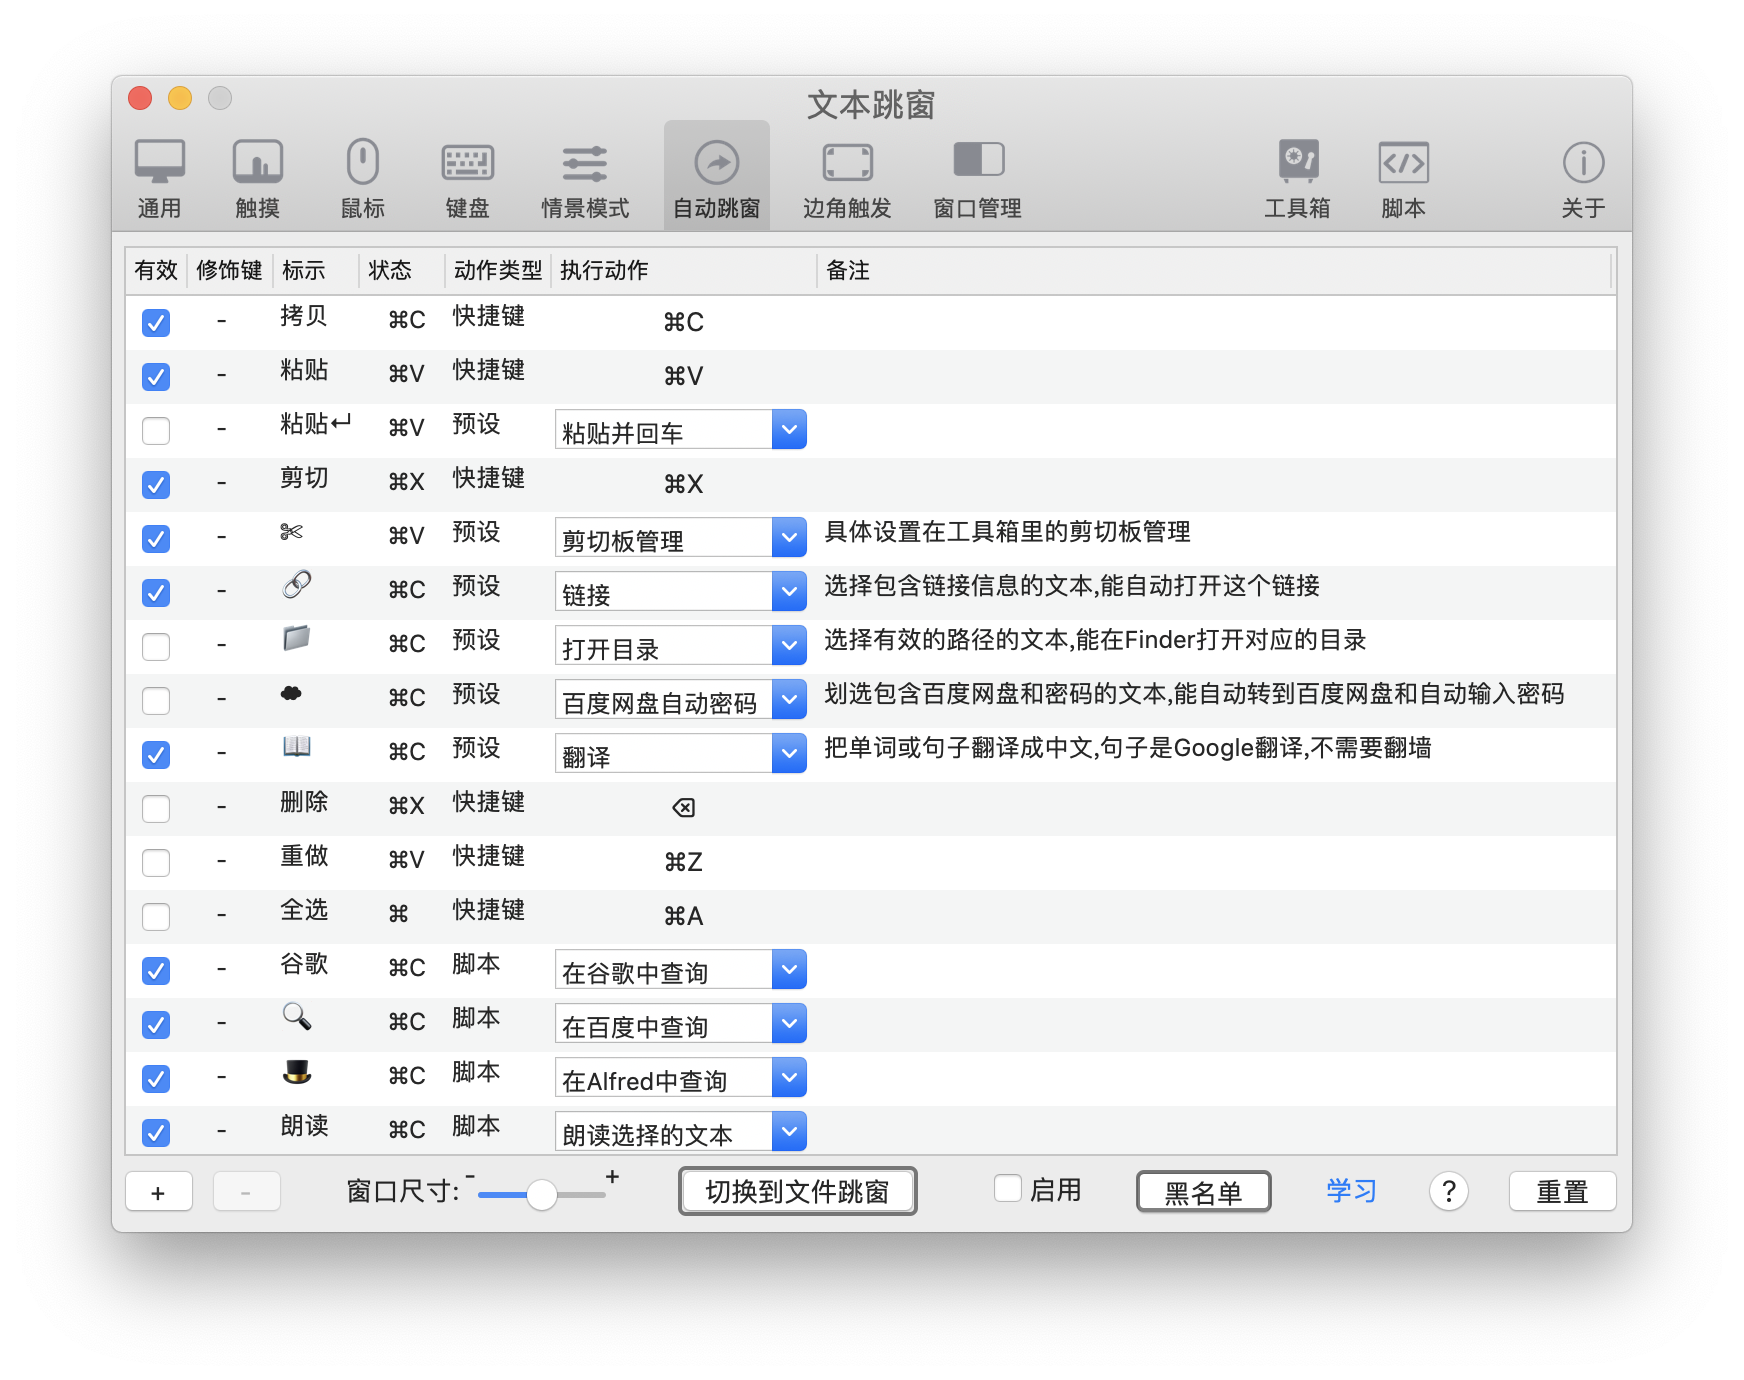 文本跳窗
通用 触摸 鼠标 键盘 情景模式 自动跳窗 边角触发 窗口管理 工具箱 脚本 关于
有效 修饰键 标示 状态 动作类型 执行动作 备注
- 拷贝 ⌘C 快捷键 ⌘C
- 粘贴 ⌘V 快捷键 ⌘V
- 粘贴↵ ⌘V 预设 粘贴并回车
- 剪切 ⌘X 快捷键 ⌘X
- ✄ ⌘V 预设 剪切板管理 具体设置在工具箱里的剪切板管理
- 🔗 ⌘C 预设 链接 选择包含链接信息的文本,能自动打开这个链接
- 📁 ⌘C 预设 打开目录 选择有效的路径的文本,能在Finder打开对应的目录
- ☁ ⌘C 预设 百度网盘自动密码 划选包含百度网盘和密码的文本,能自动转到百度网盘和自动输入密码
- 📖 ⌘C 预设 翻译 把单词或句子翻译成中文,句子是Google翻译,不需要翻墙
- 删除 ⌘X 快捷键 ⌫
- 重做 ⌘V 快捷键 ⌘Z
- 全选 ⌘ 快捷键 ⌘A
- 谷歌 ⌘C 脚本 在谷歌中查询
- 🔍 ⌘C 脚本 在百度中查询
- 🎩 ⌘C 脚本 在Alfred中查询
- 朗读 ⌘C 脚本 朗读选择的文本
+ - 窗口尺寸: - + 切换到文件跳窗 启用 黑名单 学习 ? 重置